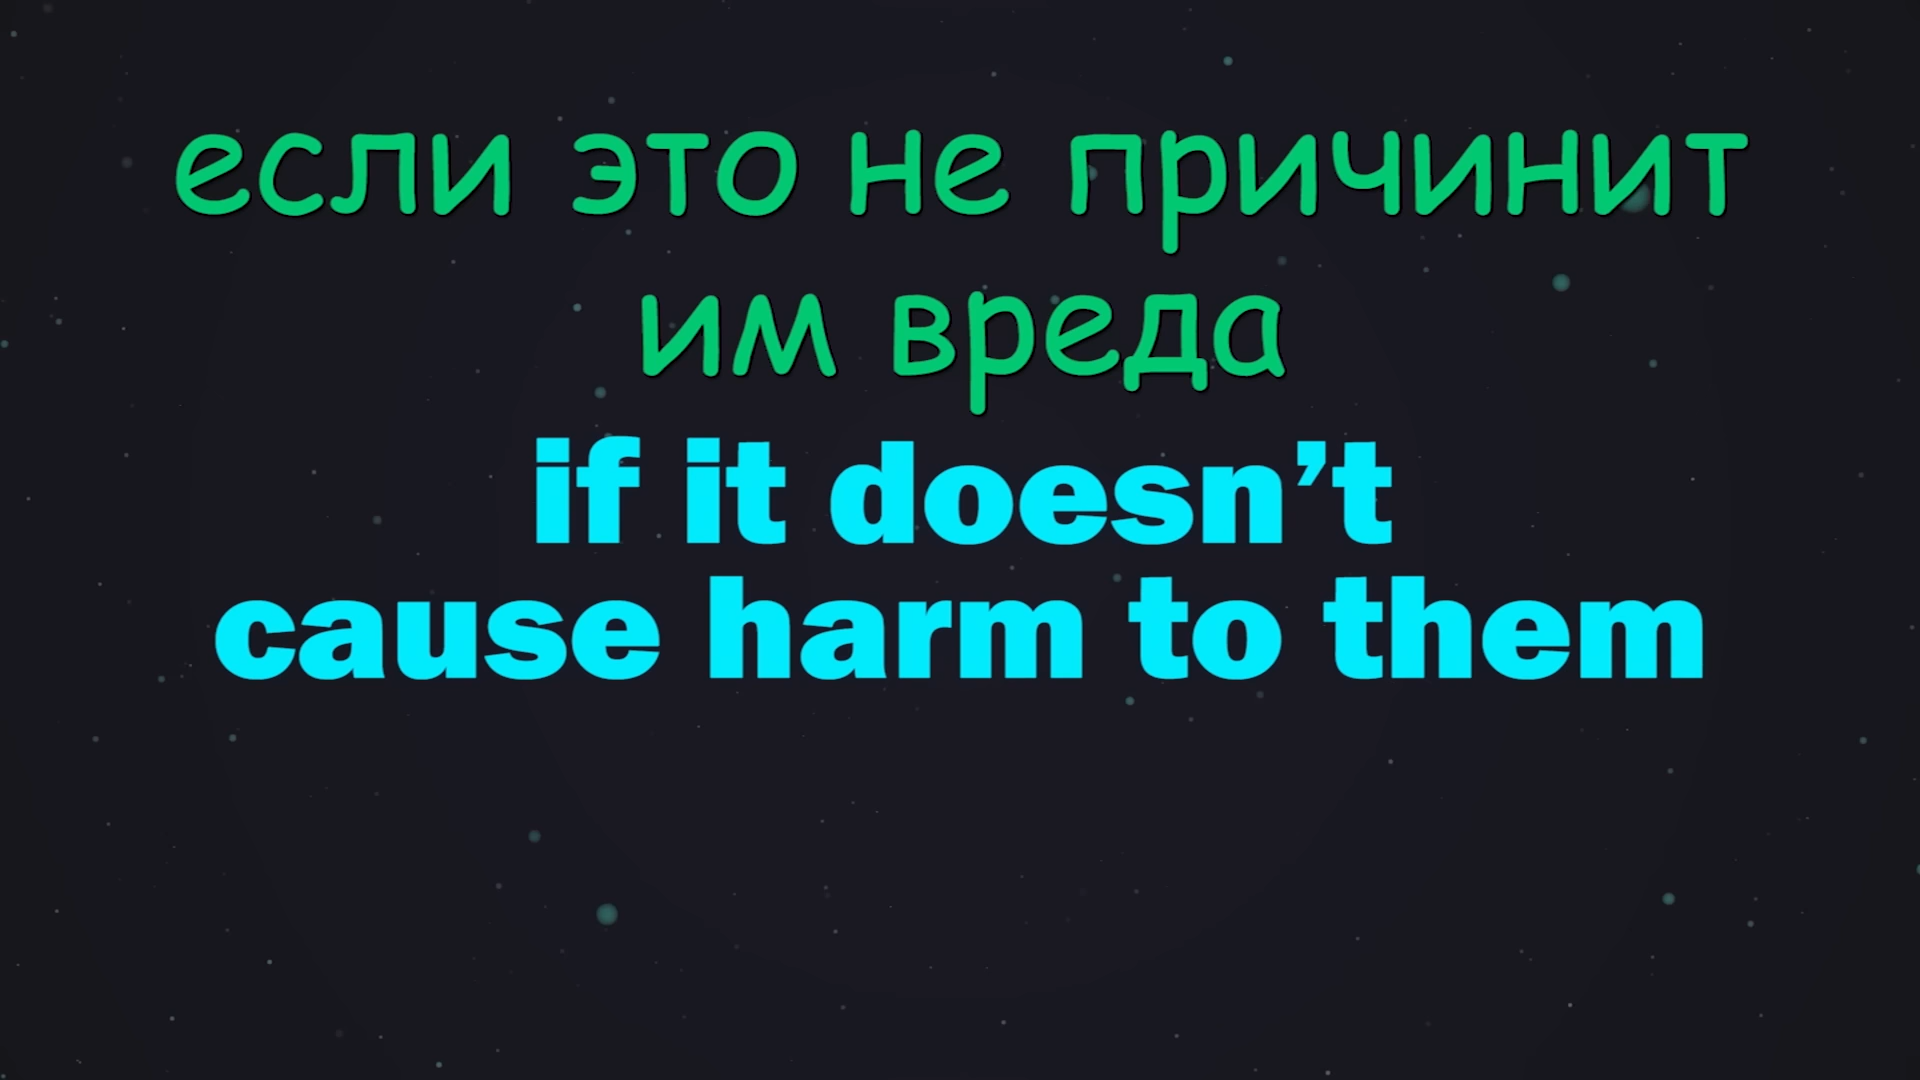 если это не причинит
им вреда
if it doesn’t
cause harm to them